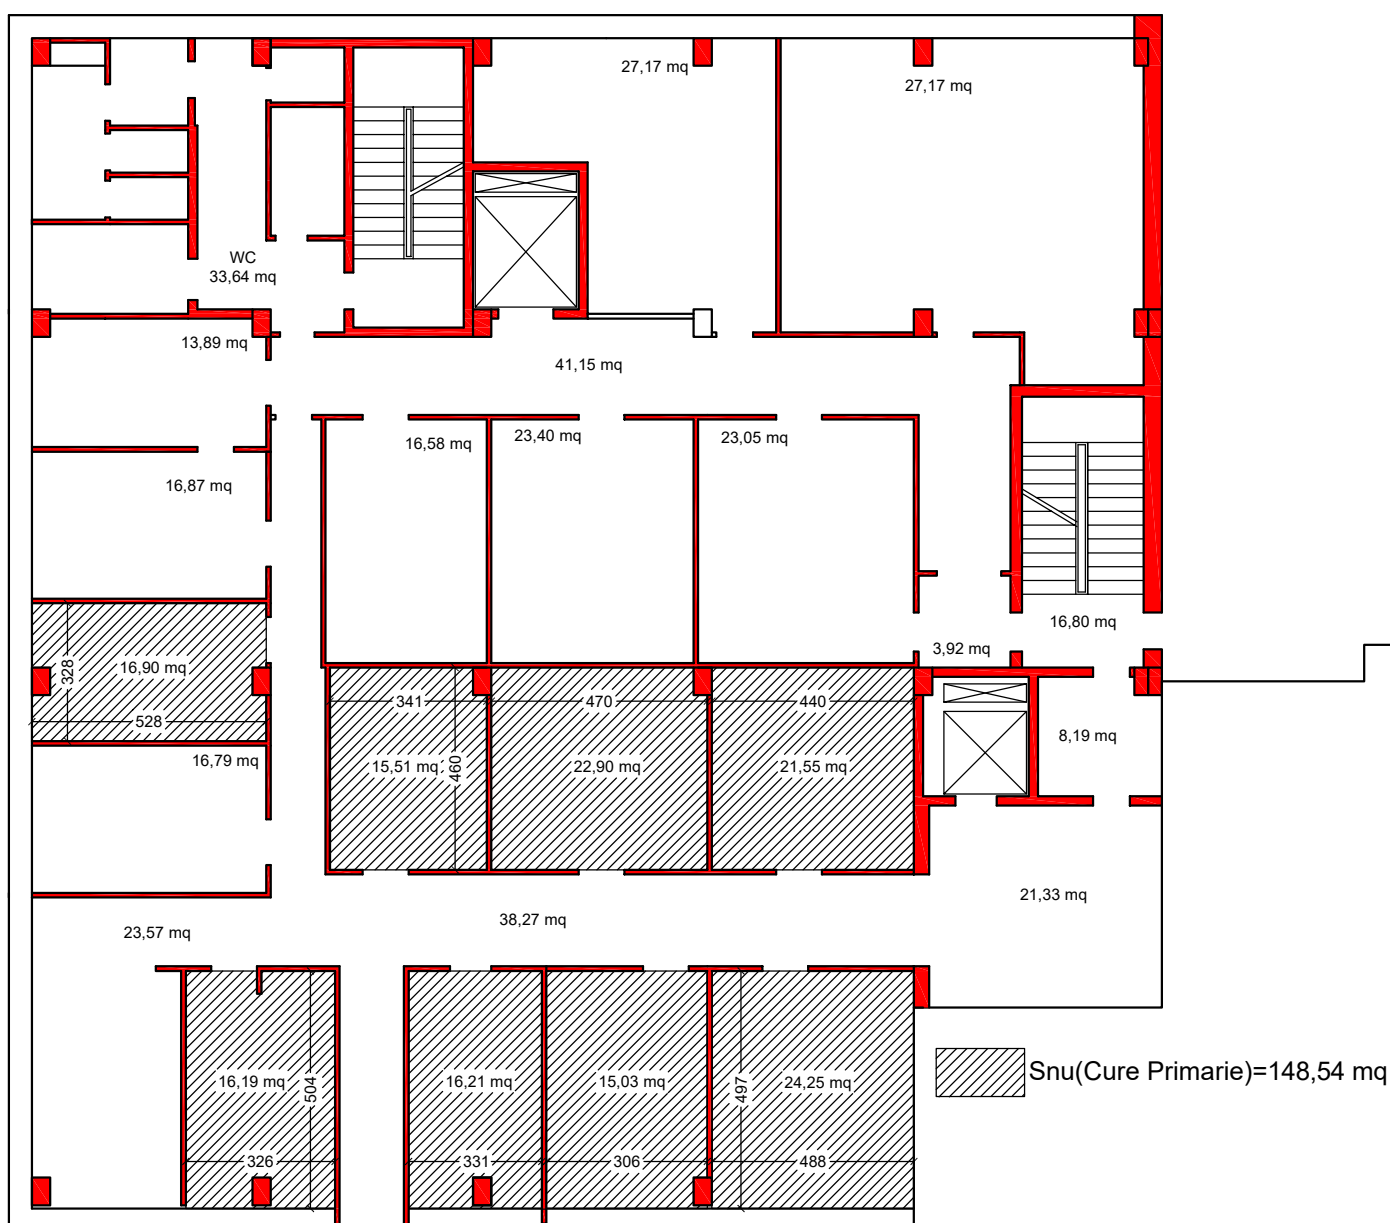 27,17 mq
27,17 mq
WC
33,64 mq
13,89 mq
41,15 mq
16,58 mq
23,40 mq
23,05 mq
16,87 mq
16,80 mq
3,92 mq
328
16,90 mq
528
341
470
440
8,19 mq
16,79 mq
15,51 mq
460
22,90 mq
21,55 mq
21,33 mq
38,27 mq
23,57 mq
Snu(Cure Primarie)=148,54 mq
16,19 mq
504
16,21 mq
15,03 mq
497
24,25 mq
326
331
306
488